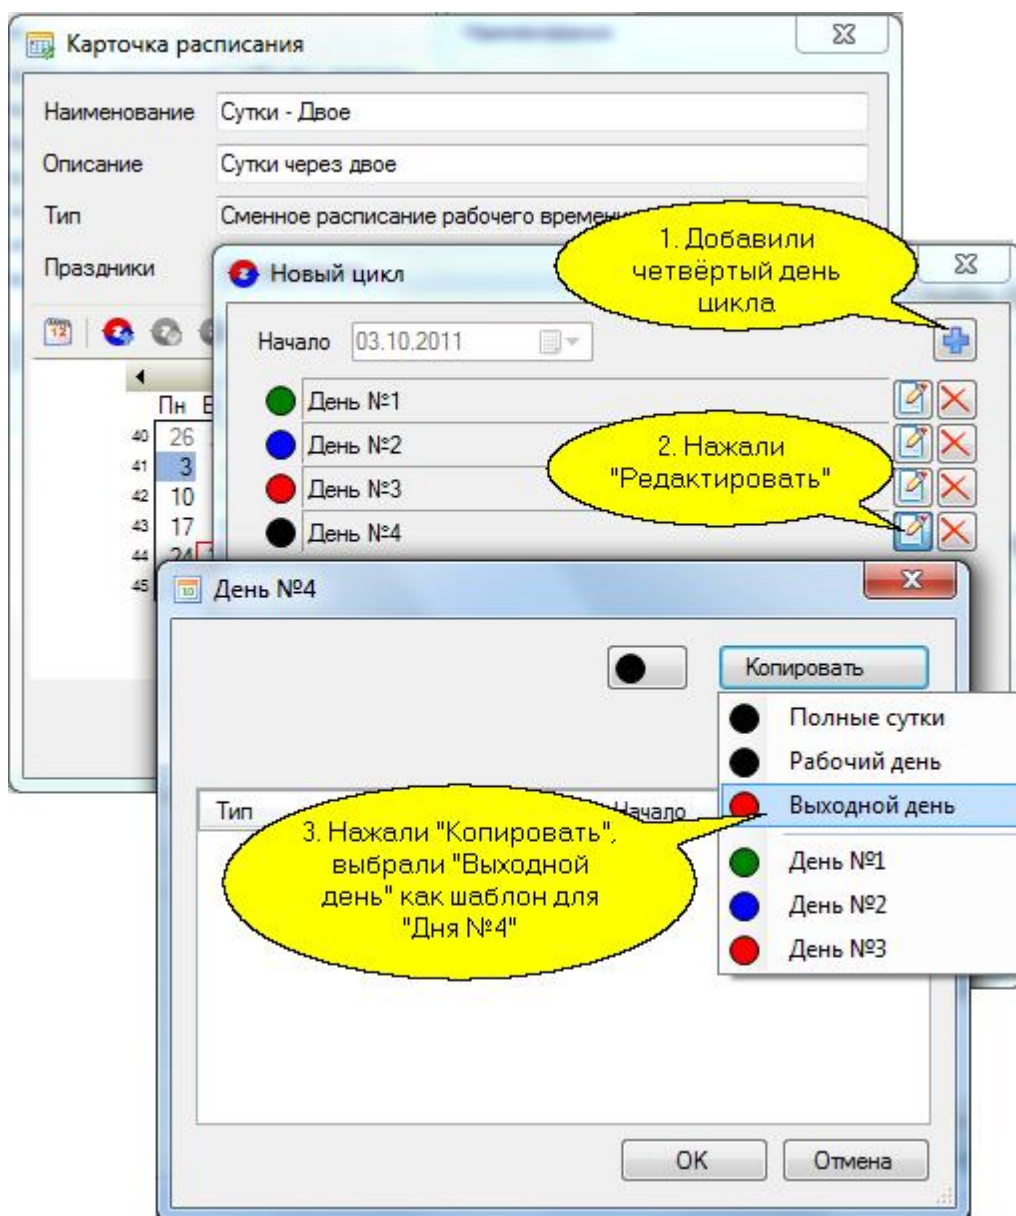 Карточка расписания
Наименование Сутки - Двое
Описание Сутки через двое
Тип Сменное расписание рабочего времени
Праздники
Новый цикл
1. Добавили
четвёртый день
цикла
Начало 03.10.2011
12
День №1
День №2
День №3
День №4
2. Нажали
"Редактировать"
Пн
40 26
41 3
42 10
43 17
44 24
45
10 День №4
Копировать
Полные сутки
Рабочий день
Выходной день
День №1
День №2
День №3
Тип Начало
3. Нажали "Копировать",
выбрали "Выходной
день" как шаблон для
"Дня №4"
OK Отмена